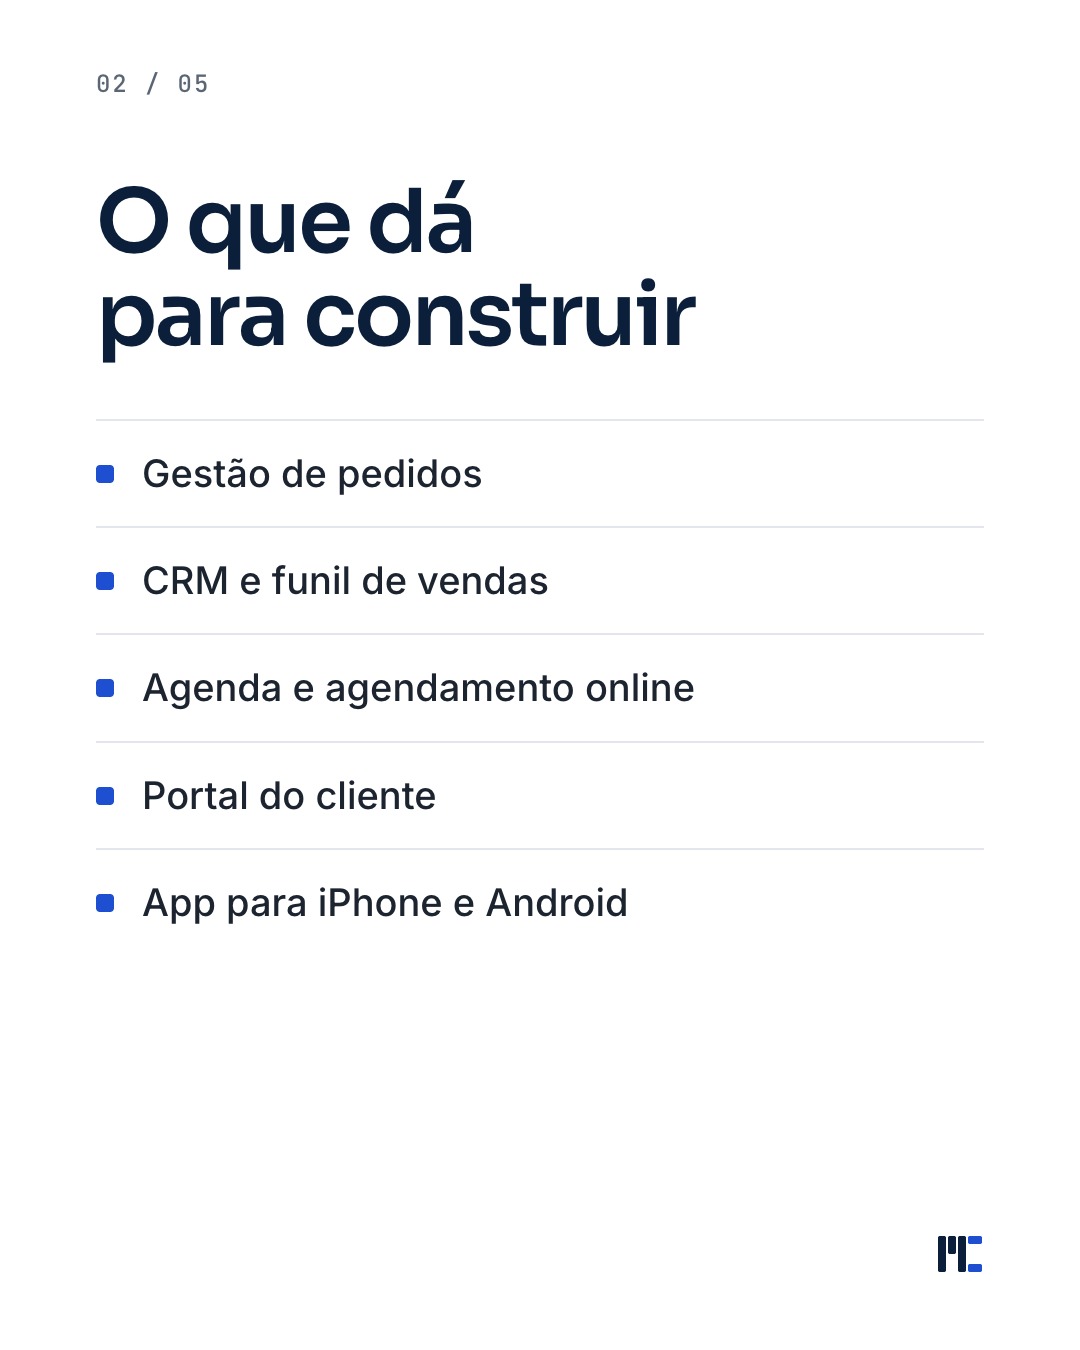 02 / 05
O que dá
para construir
Gestão de pedidos
CRM e funil de vendas
Agenda e agendamento online
Portal do cliente
App para iPhone e Android
MC